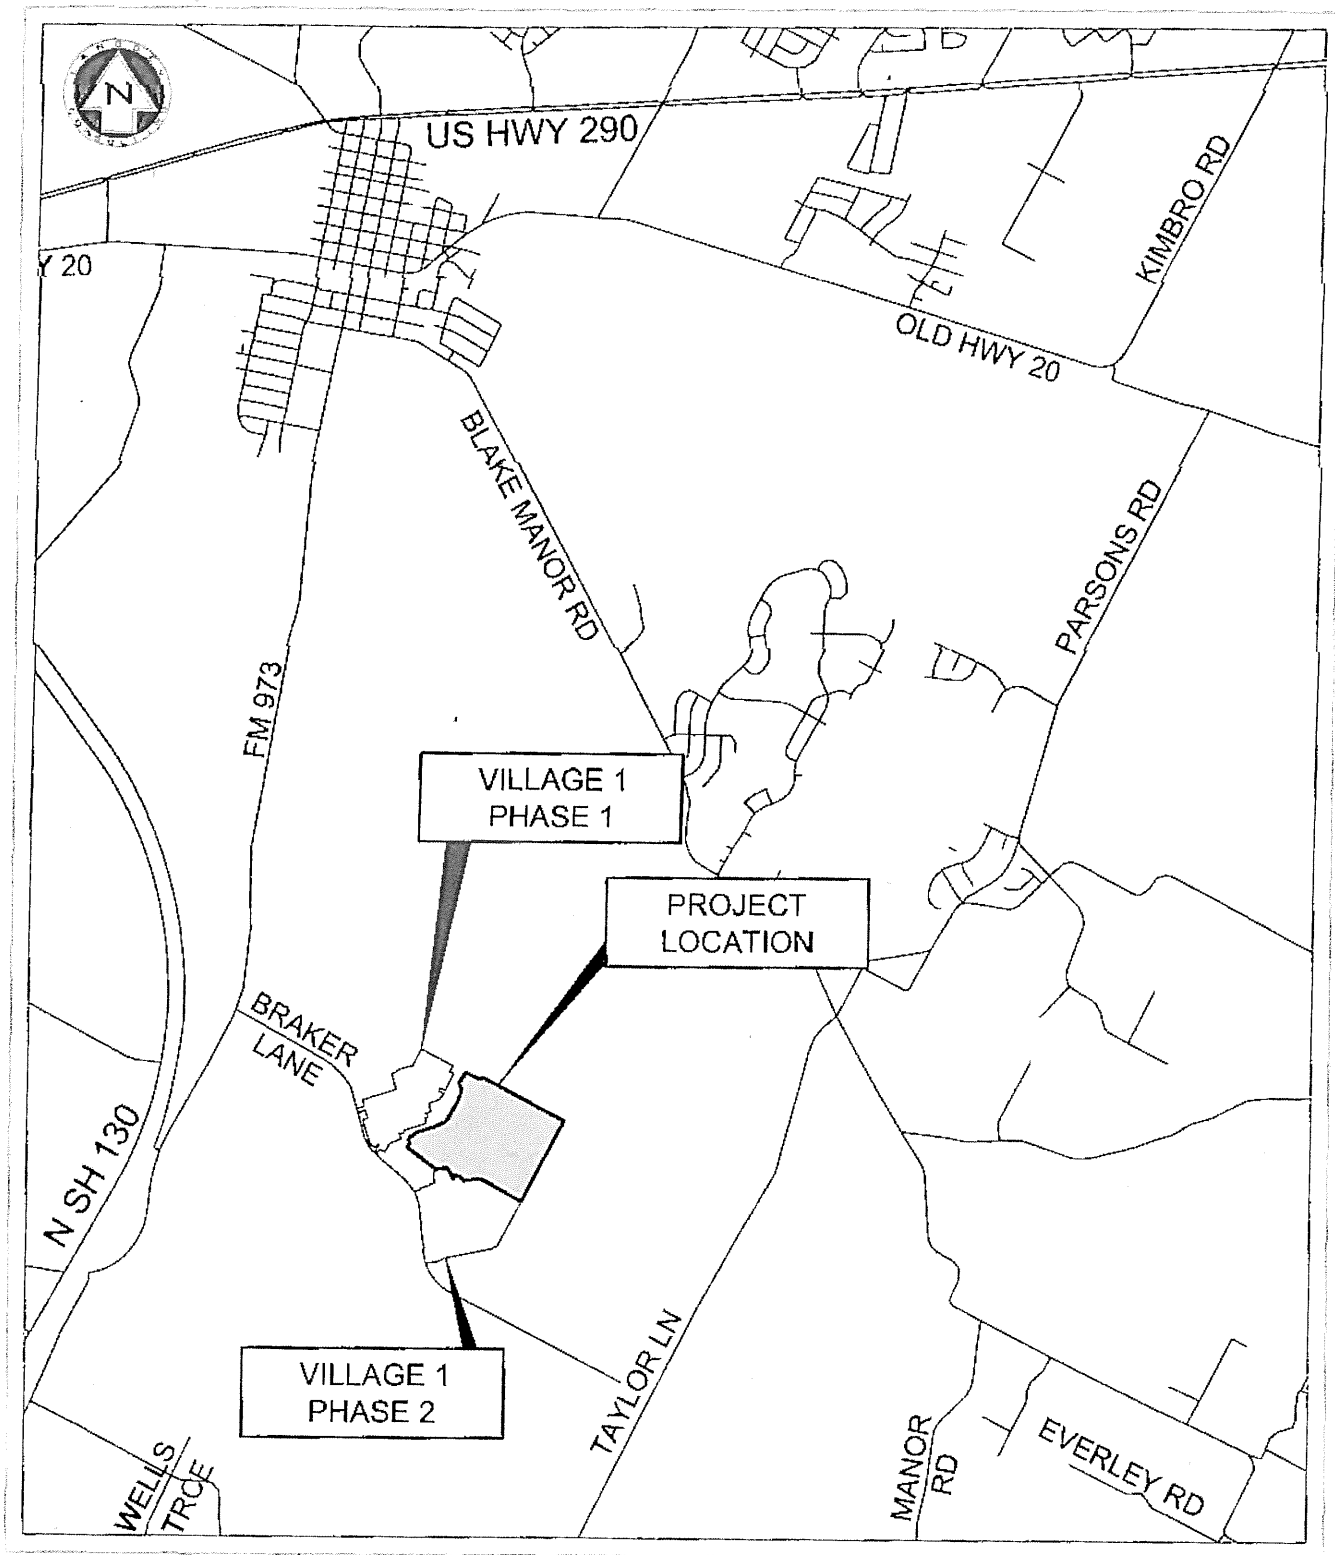 N
US HWY 290
KIMBRO RD
Y 20
OLD HWY 20
BLAKE MANOR RD
PARSONS RD
FM 973
VILLAGE 1
PHASE 1
PROJECT
LOCATION
BRAKER
LANE
N SH 130
VILLAGE 1
PHASE 2
TAYLOR LN
MANOR
RD
EVERLEY RD
WELLS
TRCE